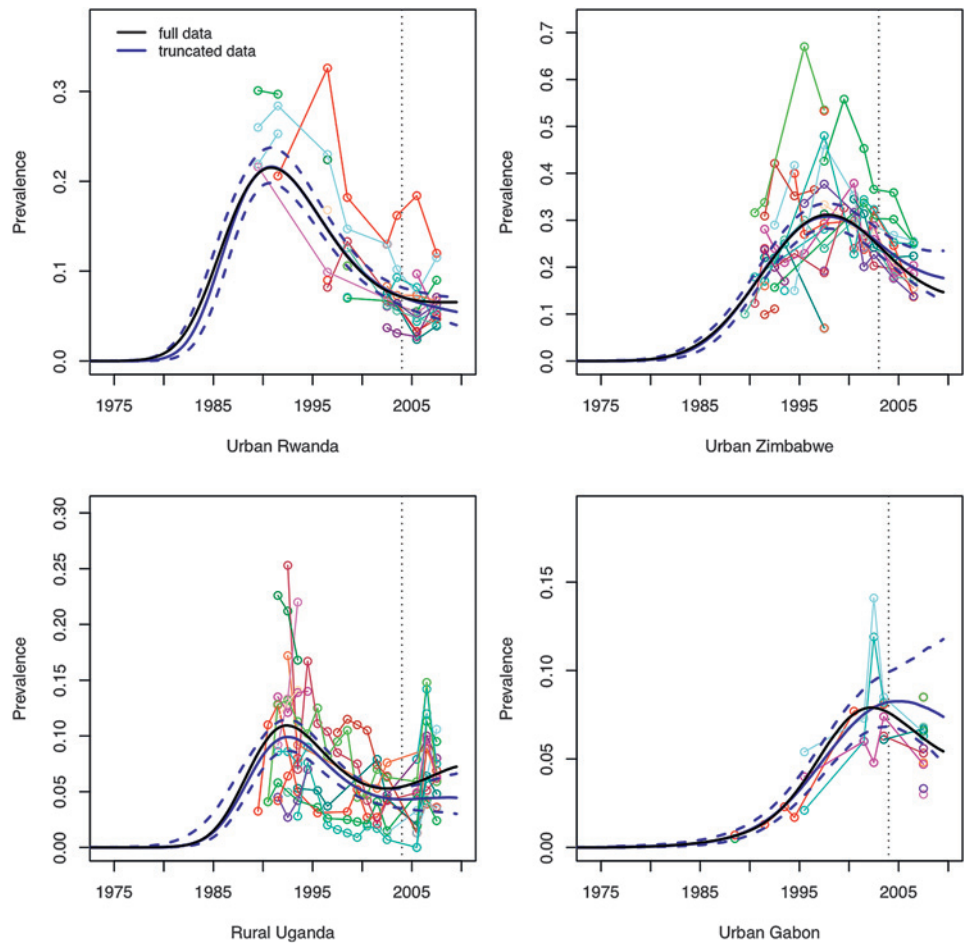 full data
truncated data
Prevalence
0.3
0.2
0.1
0.0
1975 1985 1995 2005
Urban Rwanda
Prevalence
0.7
0.6
0.5
0.4
0.3
0.2
0.1
0.0
1975 1985 1995 2005
Urban Zimbabwe
Prevalence
0.30
0.25
0.20
0.15
0.10
0.05
0.00
1975 1985 1995 2005
Rural Uganda
Prevalence
0.15
0.10
0.05
0.00
1975 1985 1995 2005
Urban Gabon